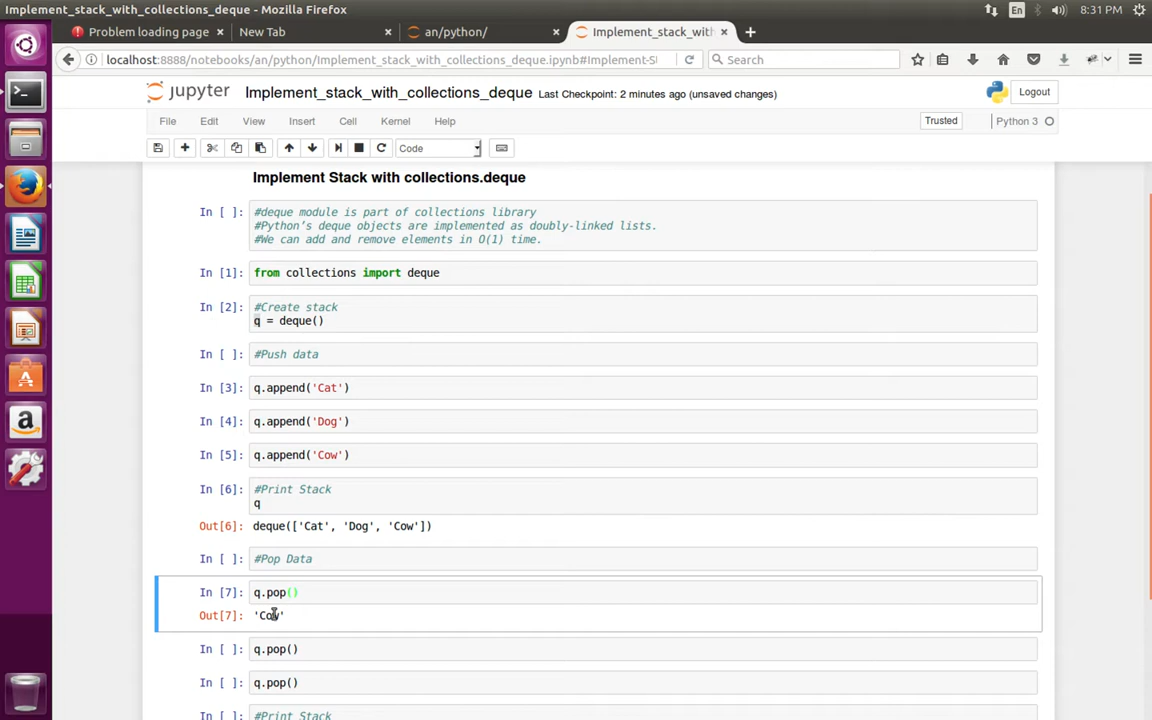 Implement_stack_with_collections_deque - Mozilla Firefox
En
8:31 PM
Problem loading page
New Tab
an/python/
Implement_stack_with
localhost:8888/notebooks/an/python/Implement_stack_with_collections_deque.ipynb#Implement-S
Search
jupyter
Implement_stack_with_collections_deque
Last Checkpoint: 2 minutes ago (unsaved changes)
Logout
File
Edit
View
Insert
Cell
Kernel
Help
Trusted
Python 3
Code
Implement Stack with collections.deque
In [ ]:
#deque module is part of collections library
#Python's deque objects are implemented as doubly-linked lists.
#We can add and remove elements in O(1) time.
In [1]: from collections import deque
In [2]: #Create stack
q = deque()
In [ ]: #Push data
In [3]: q.append('Cat')
In [4]: q.append('Dog')
In [5]: q.append('Cow')
In [6]: #Print Stack
q
Out[6]: deque(['Cat', 'Dog', 'Cow'])
In [ ]: #Pop Data
In [7]: q.pop()
Out[7]: 'Cow'
In [ ]: q.pop()
In [ ]: q.pop()
In [ ]: #Print Stack